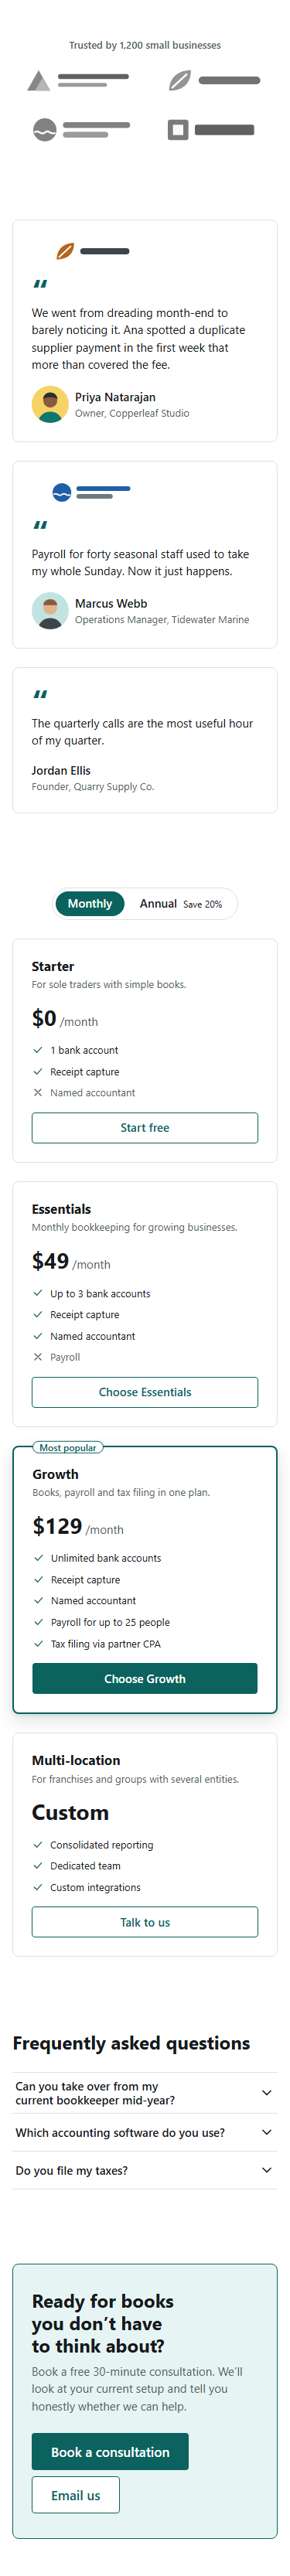 Trusted by 1,200 small businesses
“
We went from dreading month-end to
barely noticing it. Ana spotted a duplicate
supplier payment in the first week that
more than covered the fee.
Priya Natarajan
Owner, Copperleaf Studio
“
Payroll for forty seasonal staff used to take
my whole Sunday. Now it just happens.
Marcus Webb
Operations Manager, Tidewater Marine
“
The quarterly calls are the most useful hour
of my quarter.
Jordan Ellis
Founder, Quarry Supply Co.
Monthly Annual Save 20%
Starter
For sole traders with simple books.
$0 /month
1 bank account
Receipt capture
Named accountant
Start free
Essentials
Monthly bookkeeping for growing businesses.
$49 /month
Up to 3 bank accounts
Receipt capture
Named accountant
Payroll
Choose Essentials
Most popular
Growth
Books, payroll and tax filing in one plan.
$129 /month
Unlimited bank accounts
Receipt capture
Named accountant
Payroll for up to 25 people
Tax filing via partner CPA
Choose Growth
Multi-location
For franchises and groups with several entities.
Custom
Consolidated reporting
Dedicated team
Custom integrations
Talk to us
Frequently asked questions
Can you take over from my
current bookkeeper mid-year?
Which accounting software do you use?
Do you file my taxes?
Ready for books
you don’t have
to think about?
Book a free 30-minute consultation. We’ll
look at your current setup and tell you
honestly whether we can help.
Book a consultation
Email us